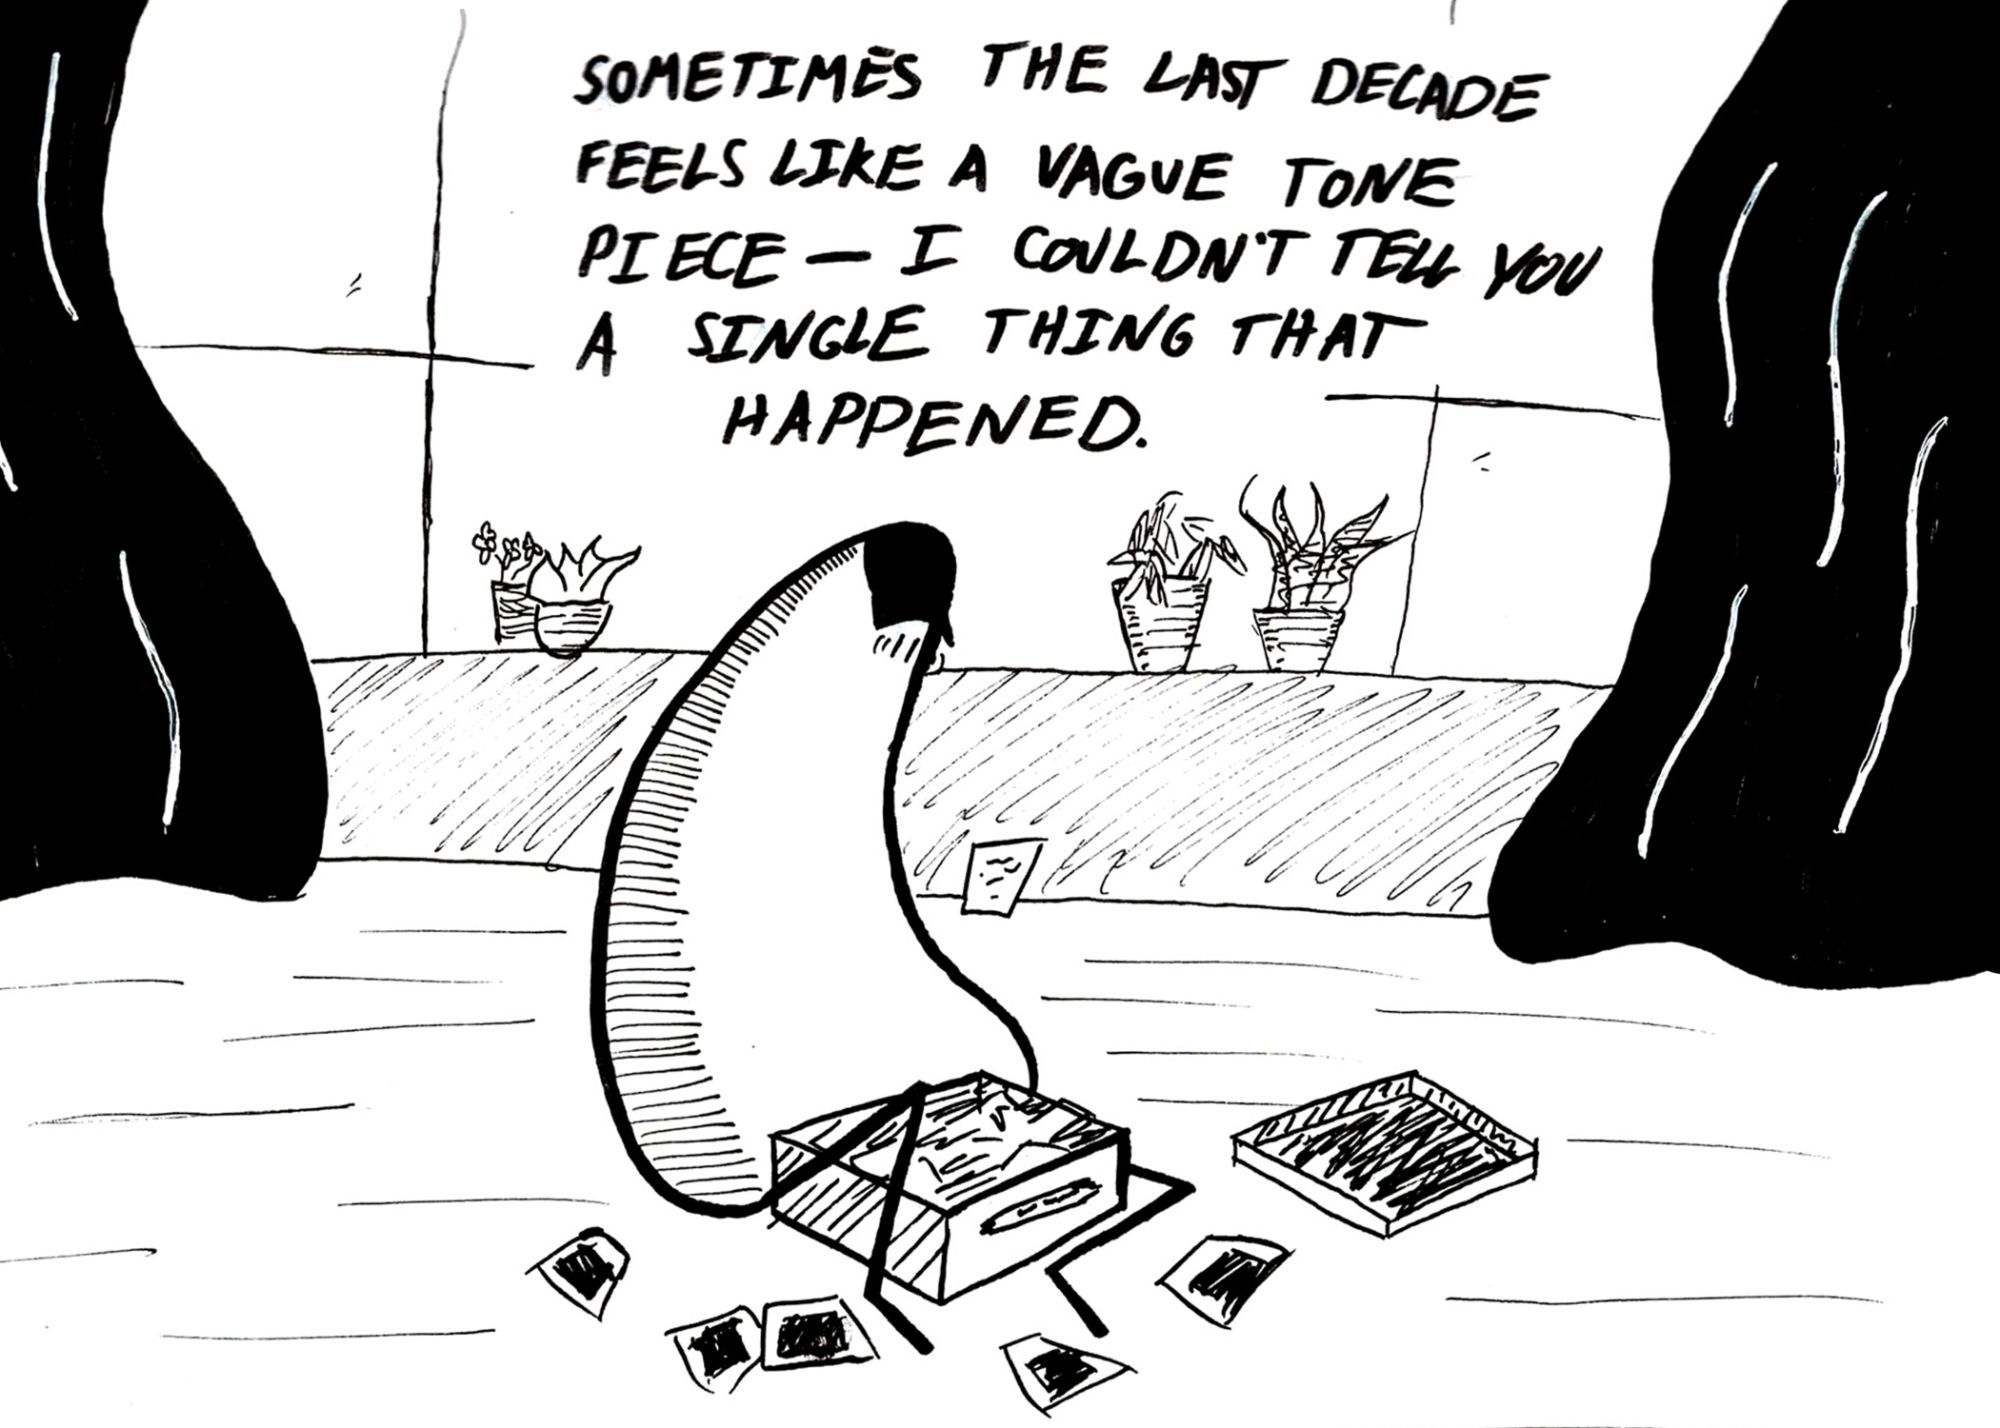 SOMETIMES THE LAST DECADE
FEELS LIKE A VAGUE TONE
PIECE — I COULDN'T TELL YOU
A SINGLE THING THAT
HAPPENED.